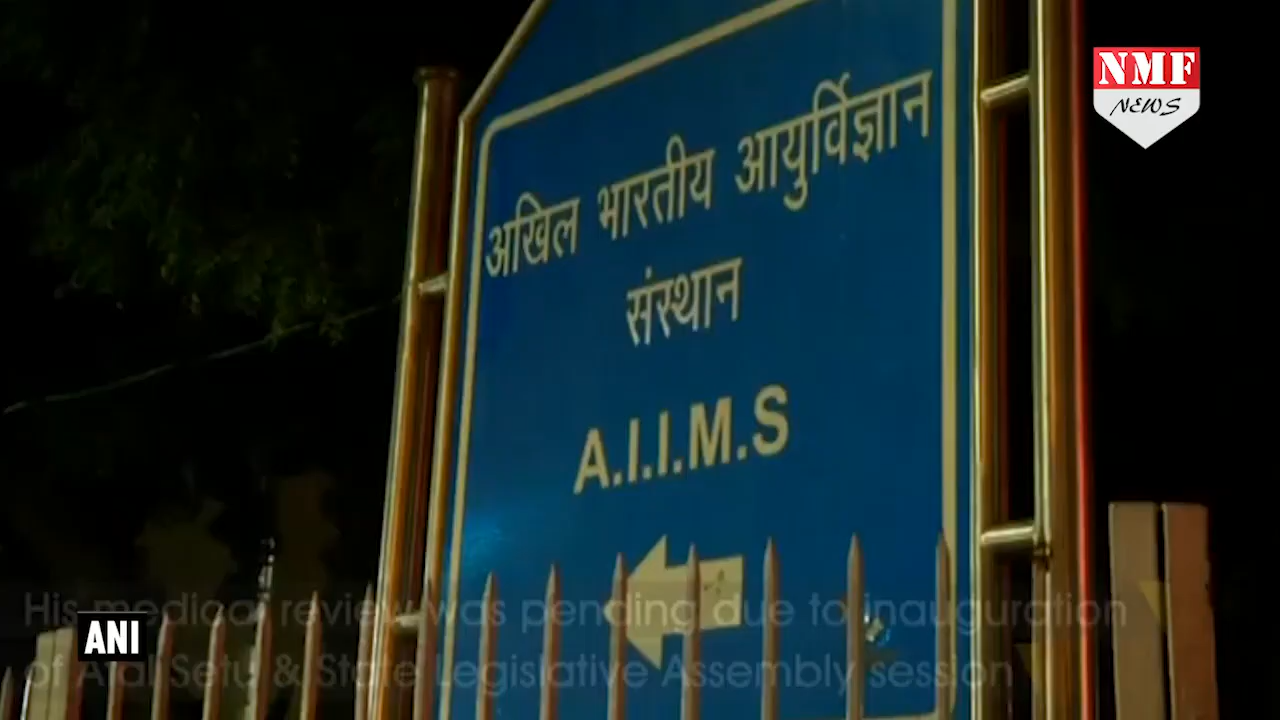 NMF
NEWS
अखिल भारतीय आयुर्विज्ञान
संस्थान
A.I.I.M.S
His medical review was pending due to inauguration
of Atal Setu & State Legislative Assembly session
ANI